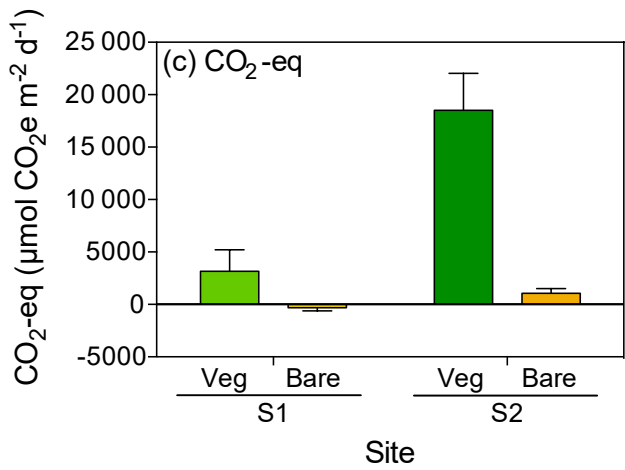 (c) CO₂-eq
CO₂-eq (µmol CO₂e m⁻² d⁻¹)
25 000
20 000
15 000
10 000
5000
0
-5000
Veg Bare Veg Bare
S1 S2
Site